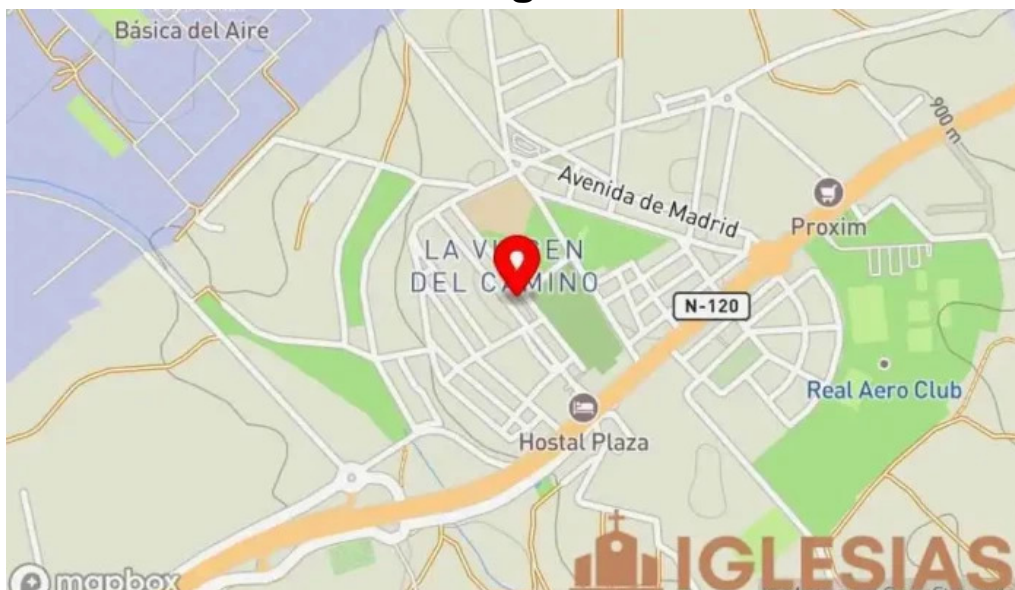 Básica del Aire
900 m
Avenida de Madrid
Proxim
LA VIRGEN
DEL CAMINO
N-120
Real Aero Club
Hostal Plaza
IGLESIAS
mapbox